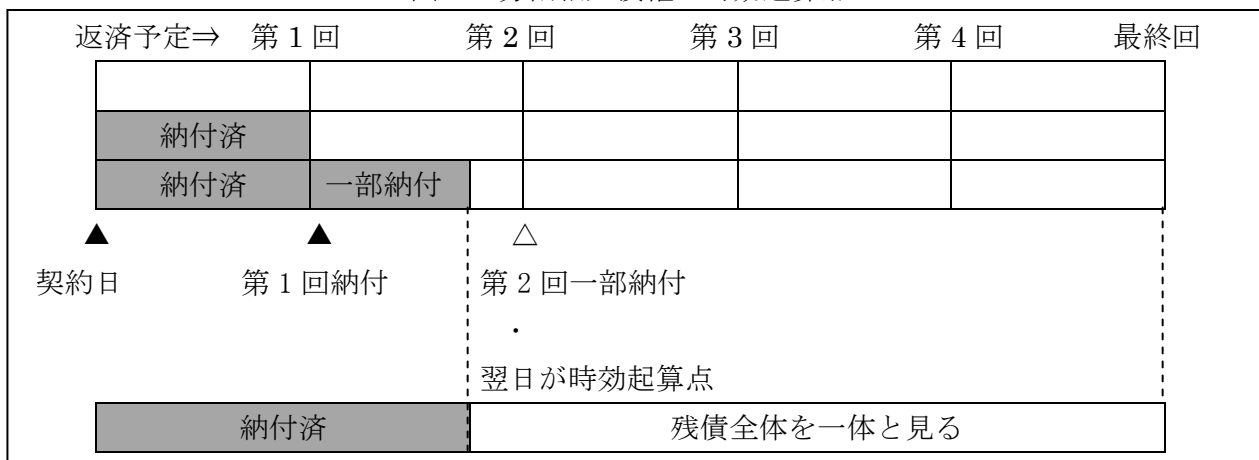 返済予定⇒ 第1回 第2回 第3回 第4回 最終回
納付済
納付済 一部納付
▲ ▲ △
契約日 第1回納付 第2回一部納付
・
翌日が時効起算点
納付済 残債全体を一体と見る